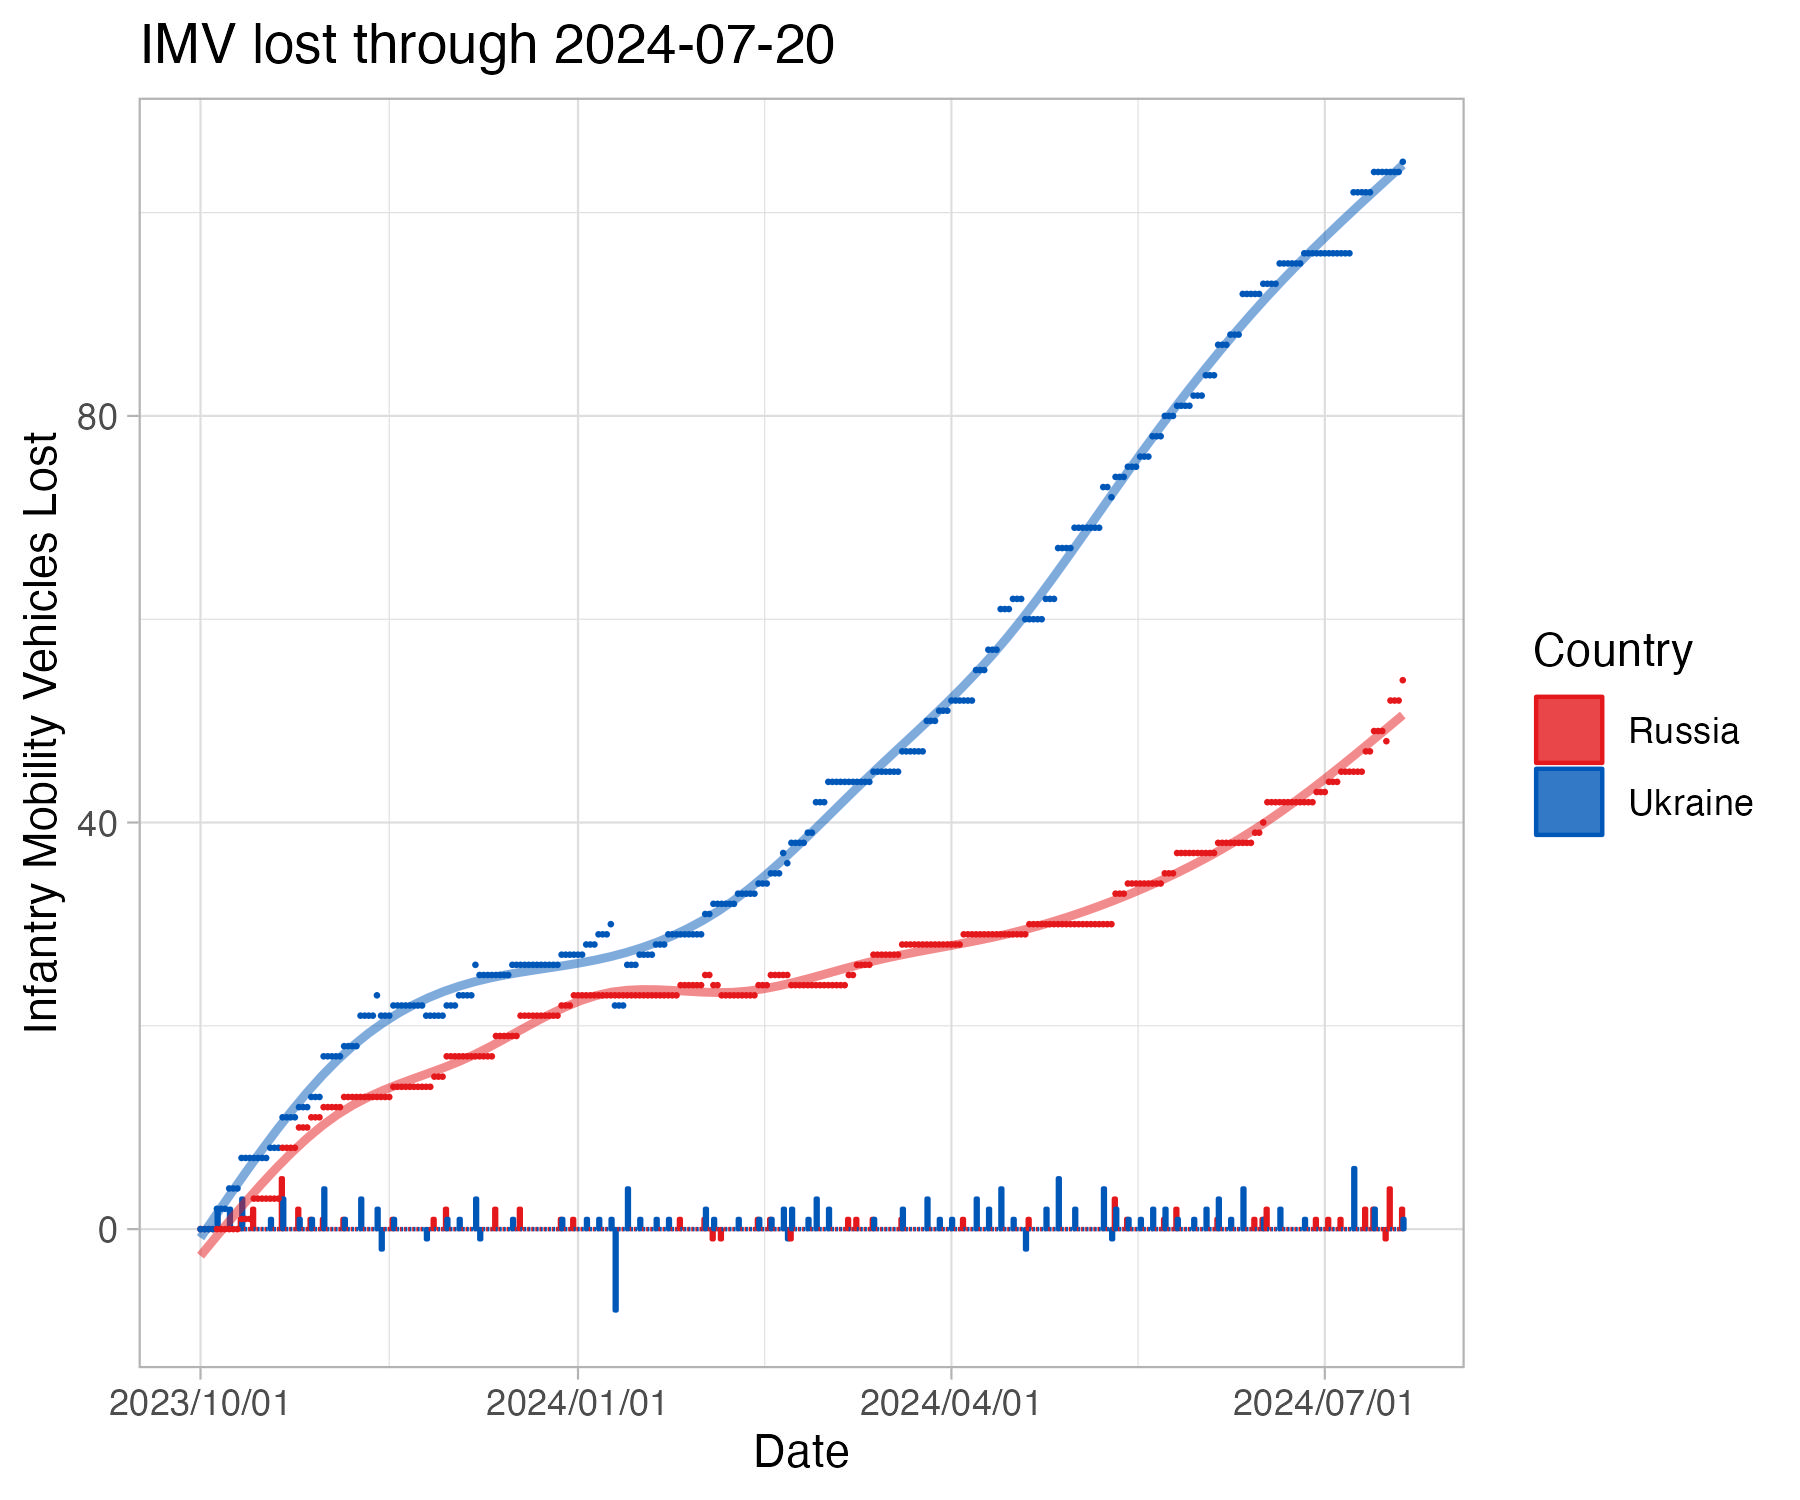 IMV lost through 2024-07-20
Infantry Mobility Vehicles Lost
80
40
0
2023/10/01
2024/01/01
2024/04/01
2024/07/01
Date
Country
Russia
Ukraine